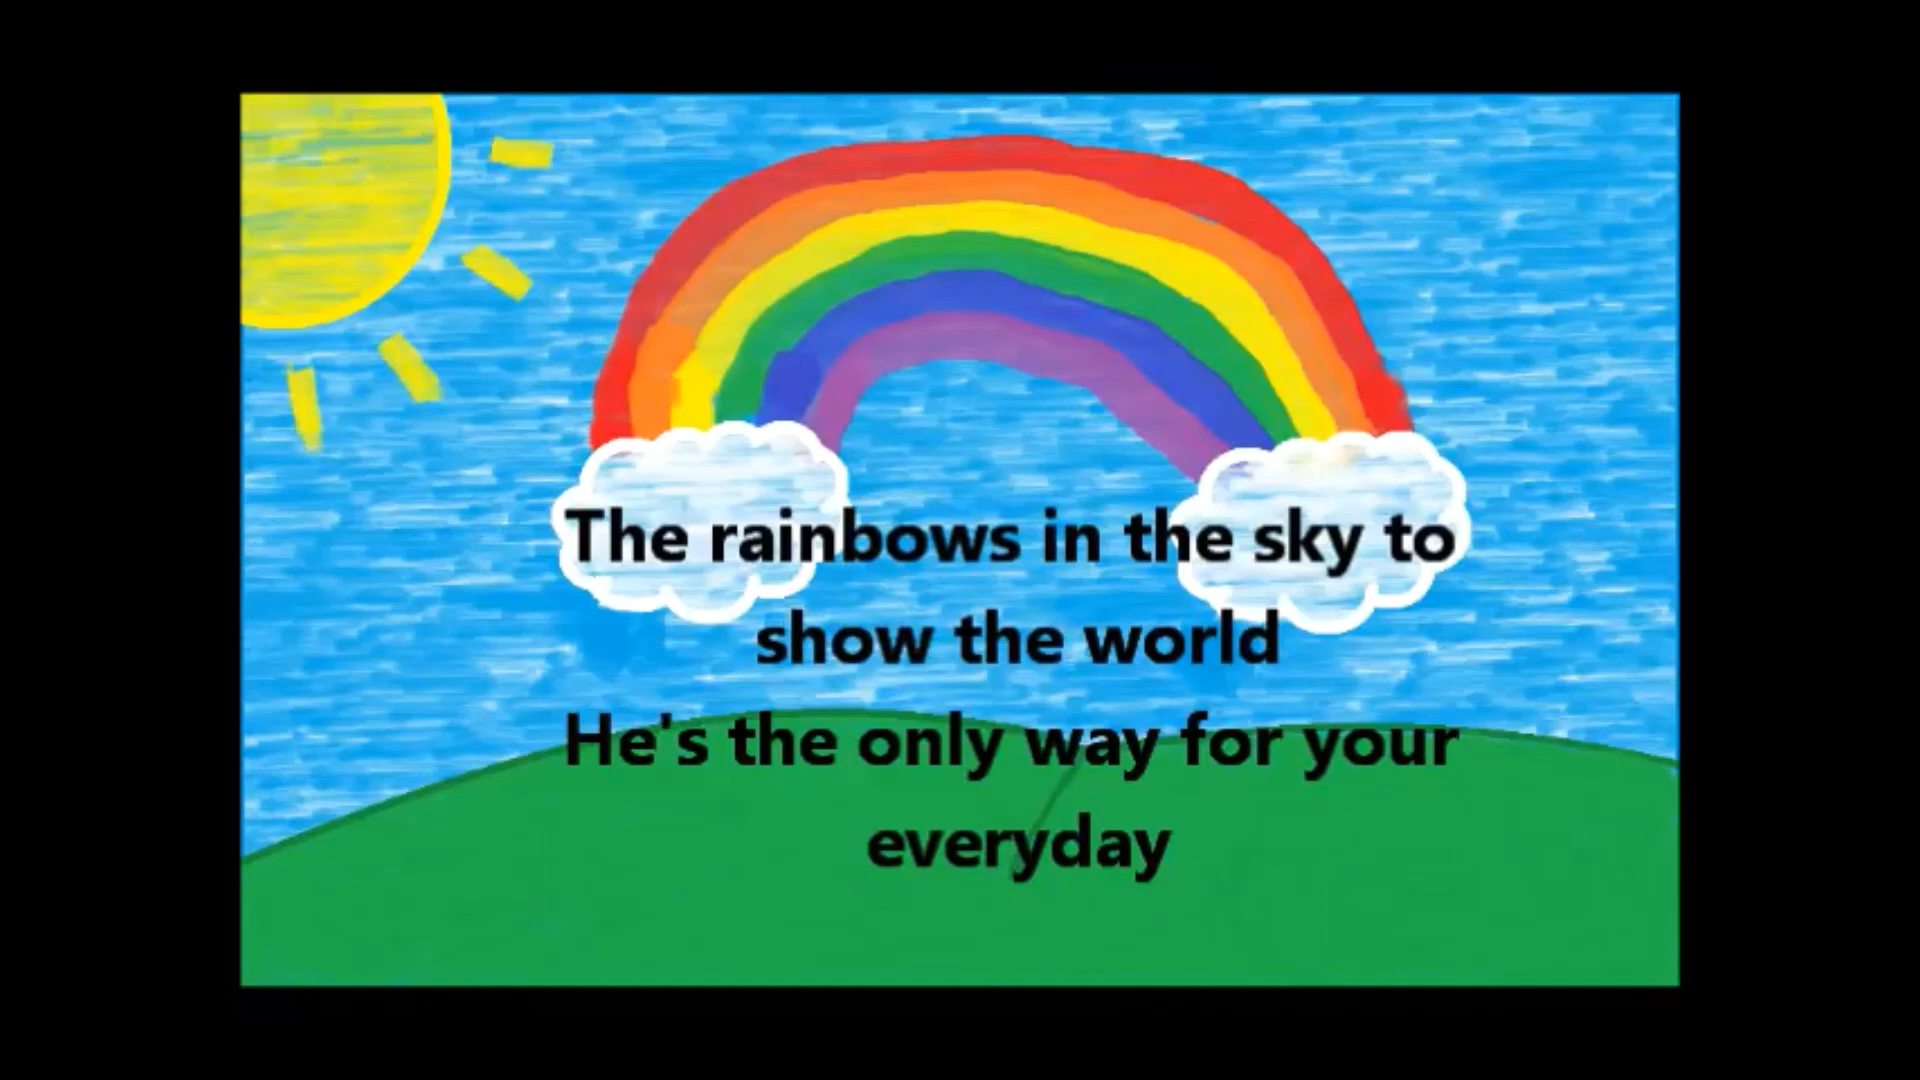 The rainbows in the sky to
show the world
He's the only way for your
everyday